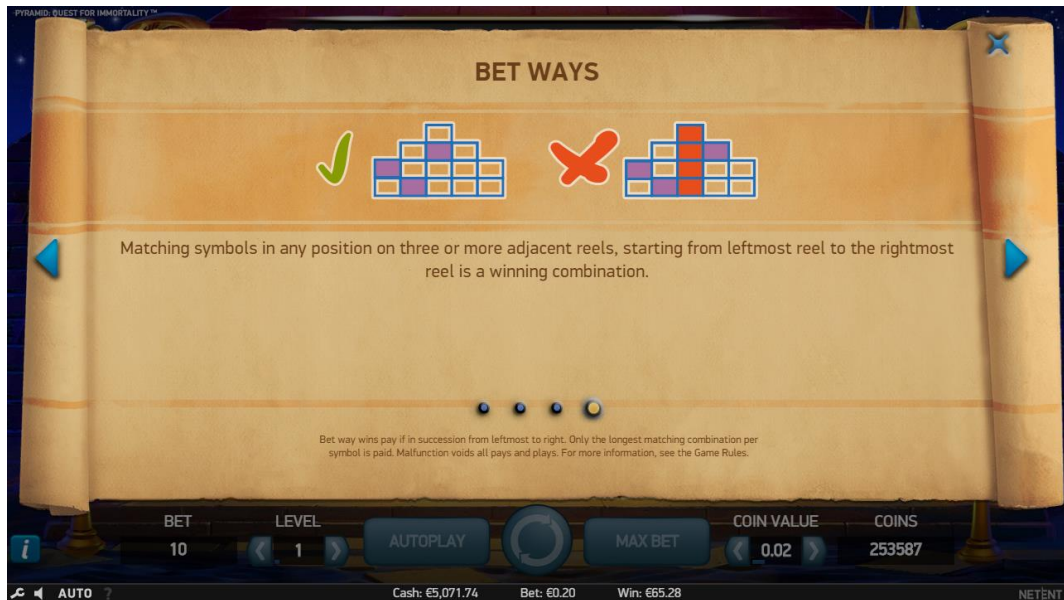 PYRAMID: QUEST FOR IMMORTALITY ™
BET WAYS
Matching symbols in any position on three or more adjacent reels, starting from leftmost reel to the rightmost
reel is a winning combination.
Bet way wins pay if in succession from leftmost to right. Only the longest matching combination per
symbol is paid. Malfunction voids all pays and plays. For more information, see the Game Rules.
BET LEVEL COIN VALUE COINS
i 10 1 AUTOPLAY MAX BET 0.02 253587
AUTO ? Cash: €5,071.74 Bet: €0.20 Win: €65.28 NETENT